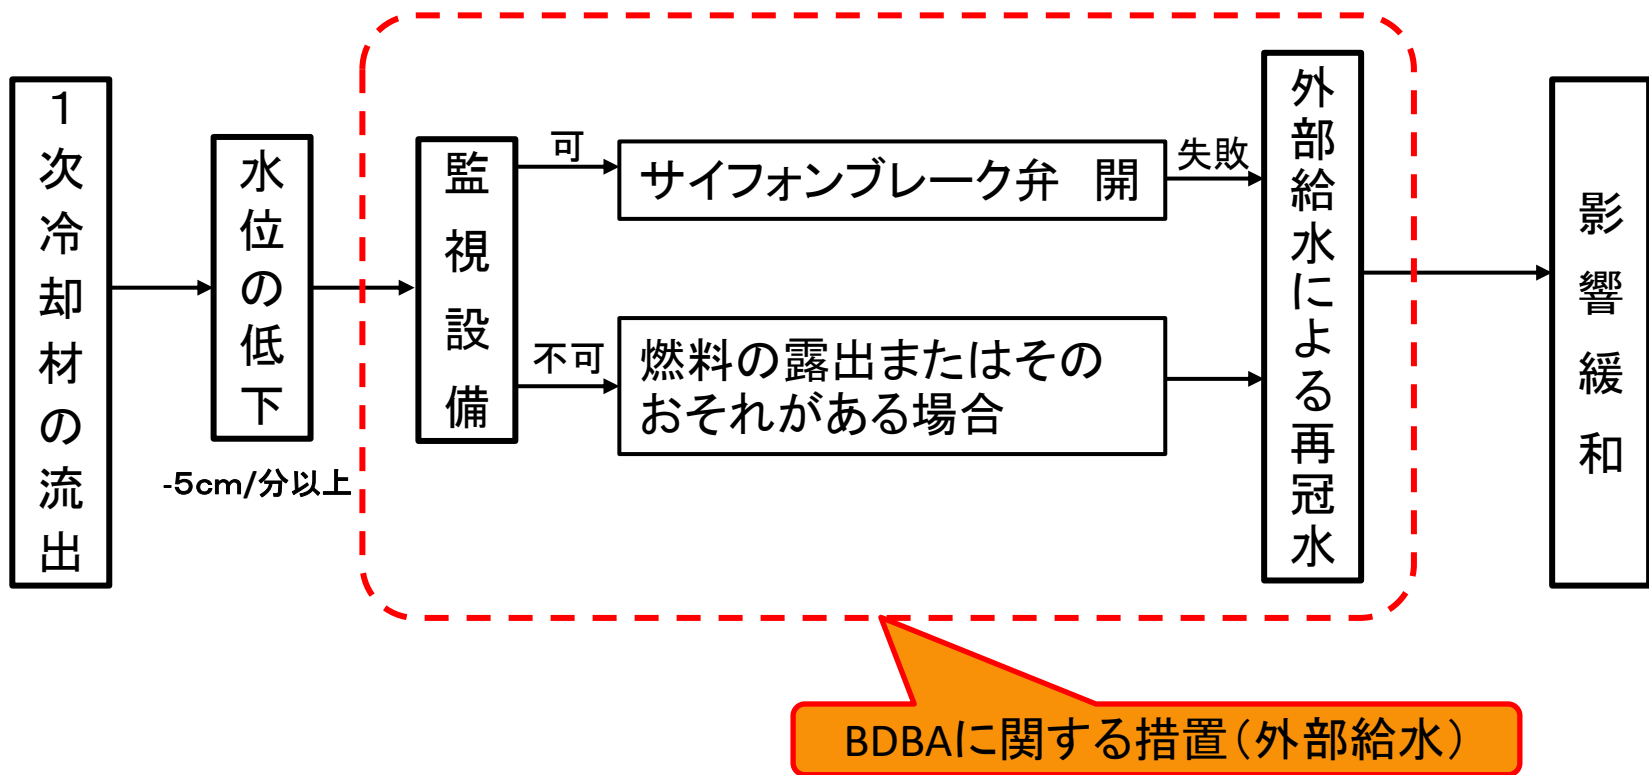 １次冷却材の流出
水位の低下
-5cm/分以上
監視設備
可
サイフォンブレーク弁　開
失敗
不可
燃料の露出またはその
おそれがある場合
外部給水による再冠水
影響緩和
BDBAに関する措置（外部給水）